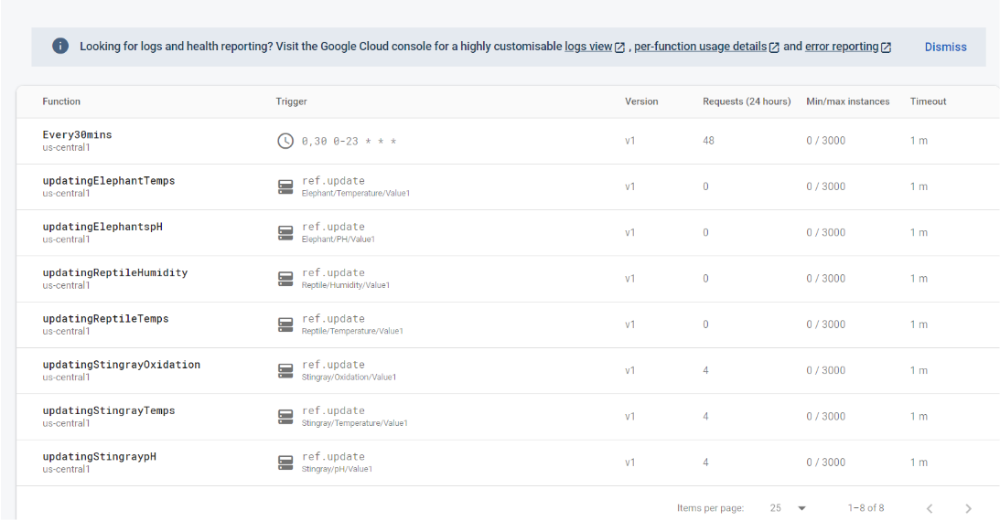 Looking for logs and health reporting? Visit the Google Cloud console for a highly customisable logs view , per-function usage details and error reporting Dismiss
Function Trigger Version Requests (24 hours) Min/max instances Timeout
Every30mins
us-central1
0,30 0-23 * * *
v1 48 0 / 3000 1 m
updatingElephantTemps
us-central1
ref.update
Elephant/Temperature/Value1
v1 0 0 / 3000 1 m
updatingElephantspH
us-central1
ref.update
Elephant/PH/Value1
v1 0 0 / 3000 1 m
updatingReptileHumidity
us-central1
ref.update
Reptile/Humidity/Value1
v1 0 0 / 3000 1 m
updatingReptileTemps
us-central1
ref.update
Reptile/Temperature/Value1
v1 0 0 / 3000 1 m
updatingStingrayOxidation
us-central1
ref.update
Stingray/Oxidation/Value1
v1 4 0 / 3000 1 m
updatingStingrayTemps
us-central1
ref.update
Stingray/Temperature/Value1
v1 4 0 / 3000 1 m
updatingStingraypH
us-central1
ref.update
Stingray/pH/Value1
v1 4 0 / 3000 1 m
Items per page: 25 1–8 of 8